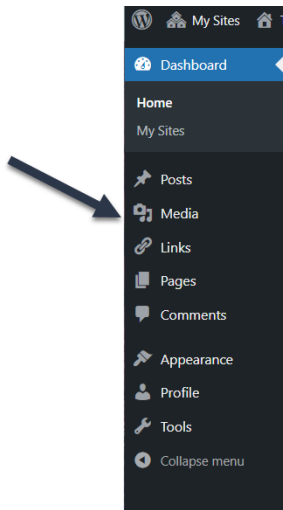 My Sites
Dashboard
Home
My Sites
Posts
Media
Links
Pages
Comments
Appearance
Profile
Tools
Collapse menu